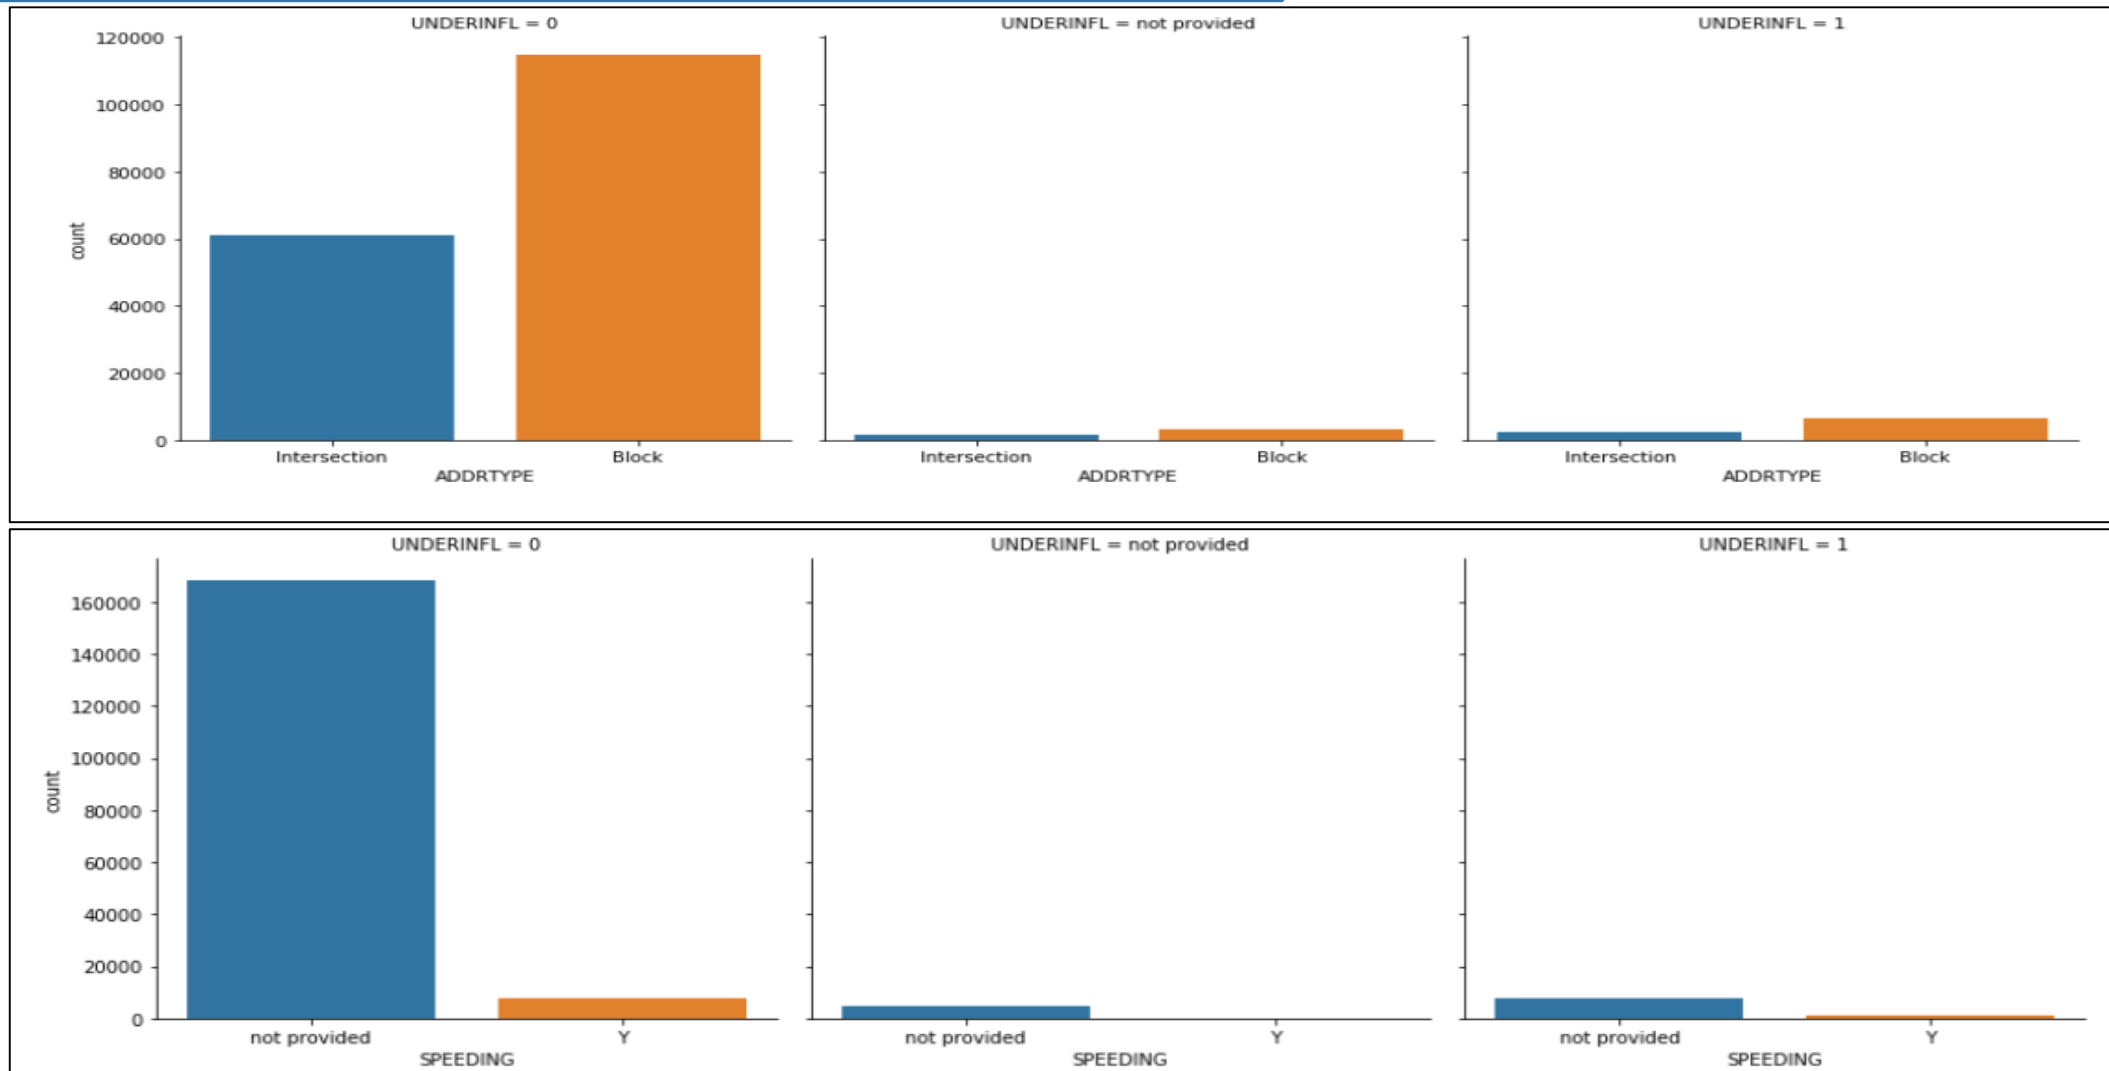 UNDERINFL = 0 UNDERINFL = not provided UNDERINFL = 1
120000
100000
80000
60000
40000
20000
0
count
Intersection Block Intersection Block Intersection Block
ADDRTYPE ADDRTYPE ADDRTYPE
UNDERINFL = 0 UNDERINFL = not provided UNDERINFL = 1
160000
140000
120000
100000
80000
60000
40000
20000
0
count
not provided Y not provided Y not provided Y
SPEEDING SPEEDING SPEEDING